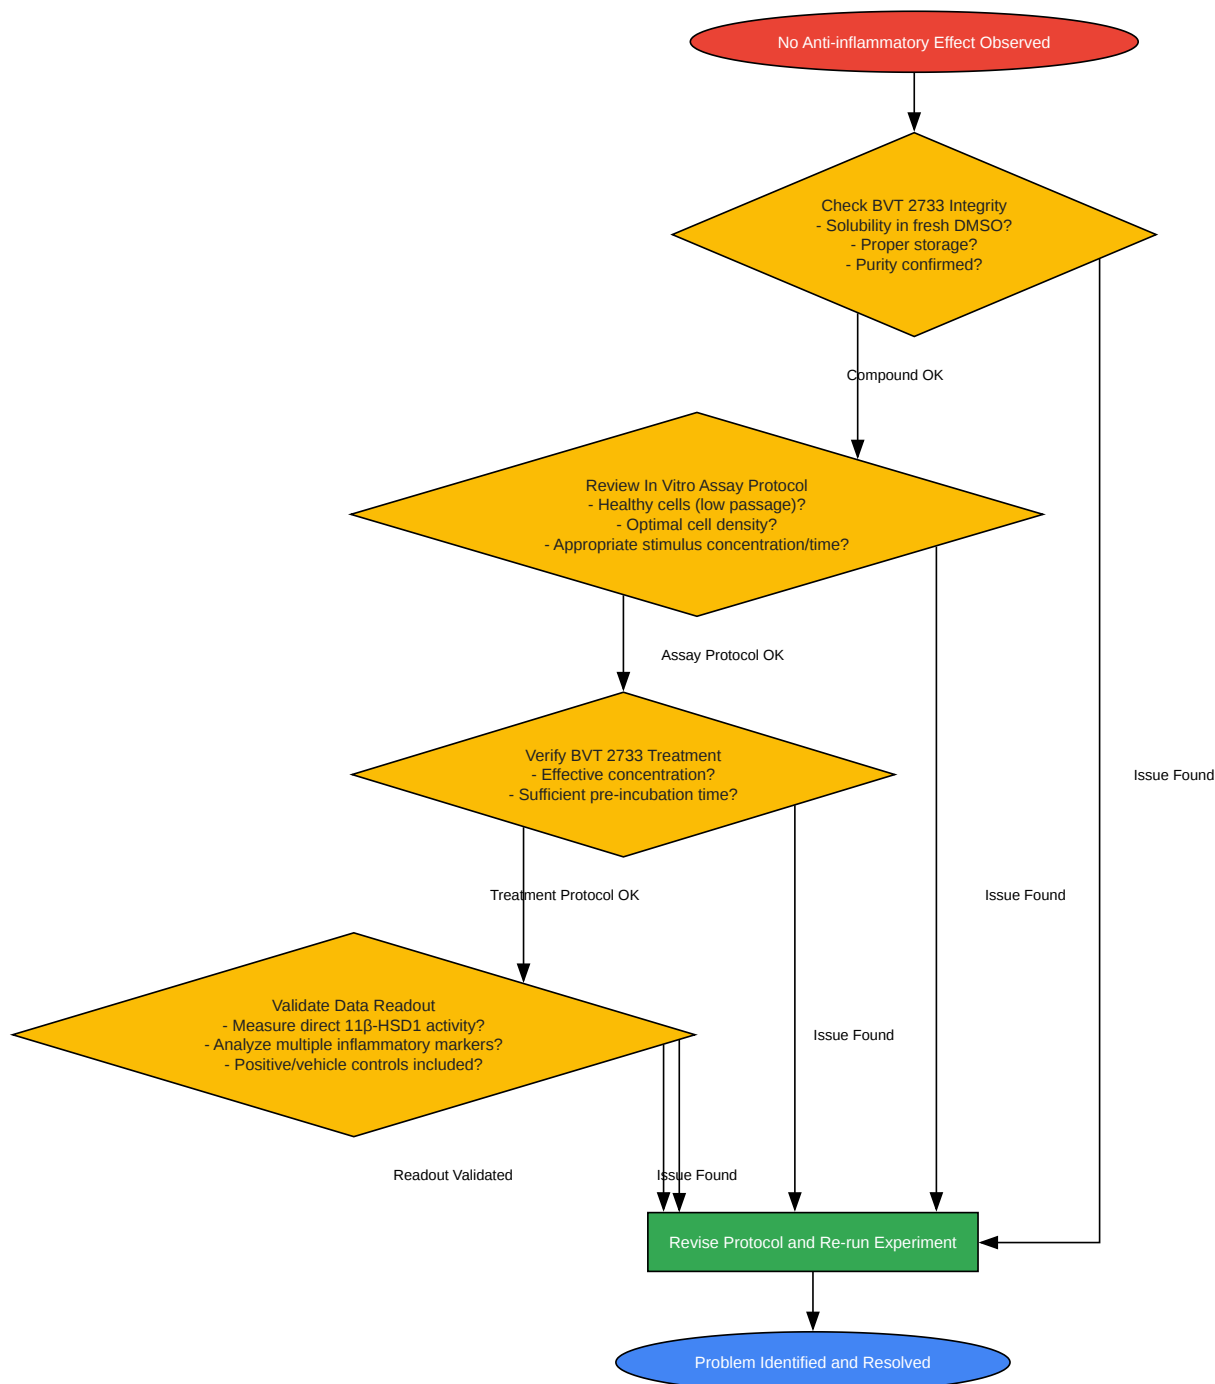 No Anti-inflammatory Effect Observed
Check BVT 2733 Integrity
- Solubility in fresh DMSO?
- Proper storage?
- Purity confirmed?
Compound OK
Review In Vitro Assay Protocol
- Healthy cells (low passage)?
- Optimal cell density?
- Appropriate stimulus concentration/time?
Assay Protocol OK
Verify BVT 2733 Treatment
- Effective concentration?
- Sufficient pre-incubation time?
Issue Found
Treatment Protocol OK
Issue Found
Validate Data Readout
- Measure direct 11β-HSD1 activity?
- Analyze multiple inflammatory markers?
- Positive/vehicle controls included?
Issue Found
Readout Validated
Issue Found
Revise Protocol and Re-run Experiment
Problem Identified and Resolved